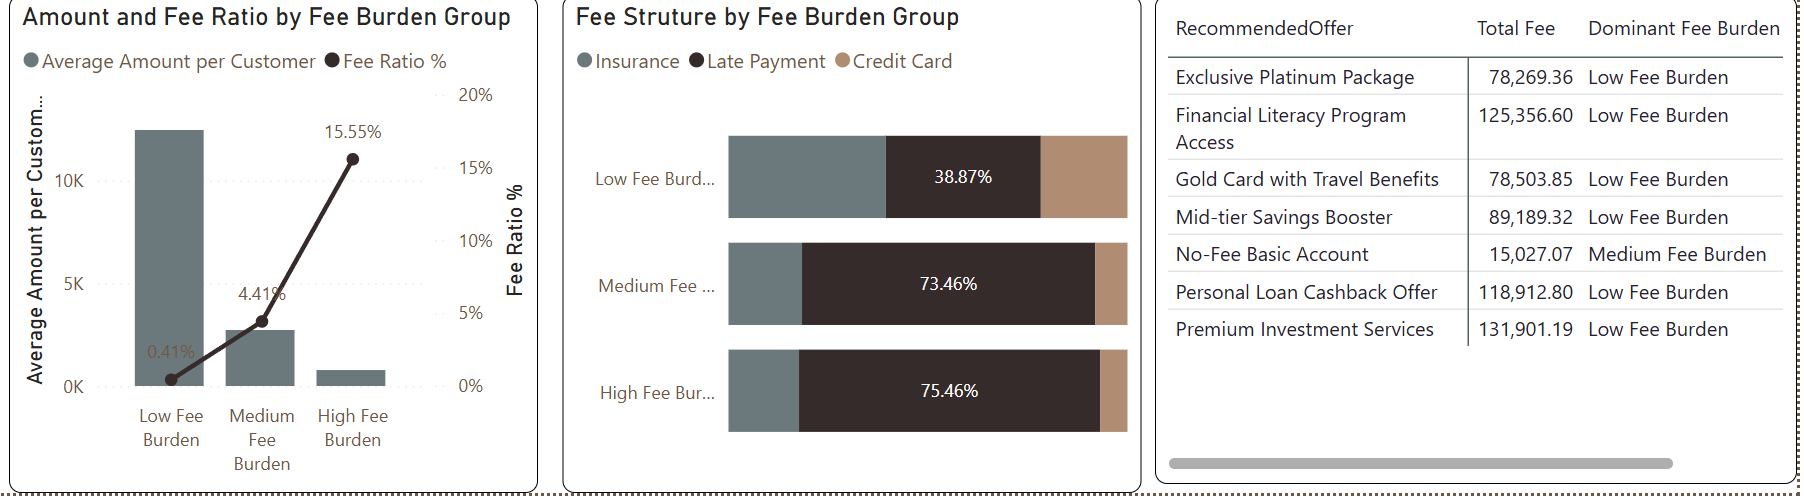 Amount and Fee Ratio by Fee Burden Group
Average Amount per Customer Fee Ratio %
Average Amount per Custom...
10K
5K
0K
20%
15%
10%
5%
0%
Fee Ratio %
0.41%
4.41%
15.55%
Low Fee
Burden
Medium
Fee
Burden
High Fee
Burden
Fee Struture by Fee Burden Group
Insurance Late Payment Credit Card
Low Fee Burd... 38.87%
Medium Fee ... 73.46%
High Fee Bur... 75.46%
RecommendedOffer Total Fee Dominant Fee Burden
Exclusive Platinum Package 78,269.36 Low Fee Burden
Financial Literacy Program 125,356.60 Low Fee Burden
Access
Gold Card with Travel Benefits 78,503.85 Low Fee Burden
Mid-tier Savings Booster 89,189.32 Low Fee Burden
No-Fee Basic Account 15,027.07 Medium Fee Burden
Personal Loan Cashback Offer 118,912.80 Low Fee Burden
Premium Investment Services 131,901.19 Low Fee Burden